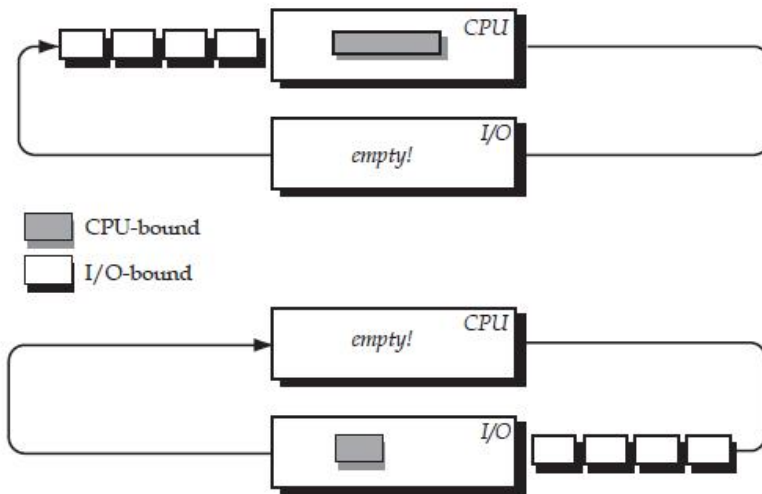 CPU
I/O
empty!
CPU-bound
I/O-bound
CPU
empty!
I/O